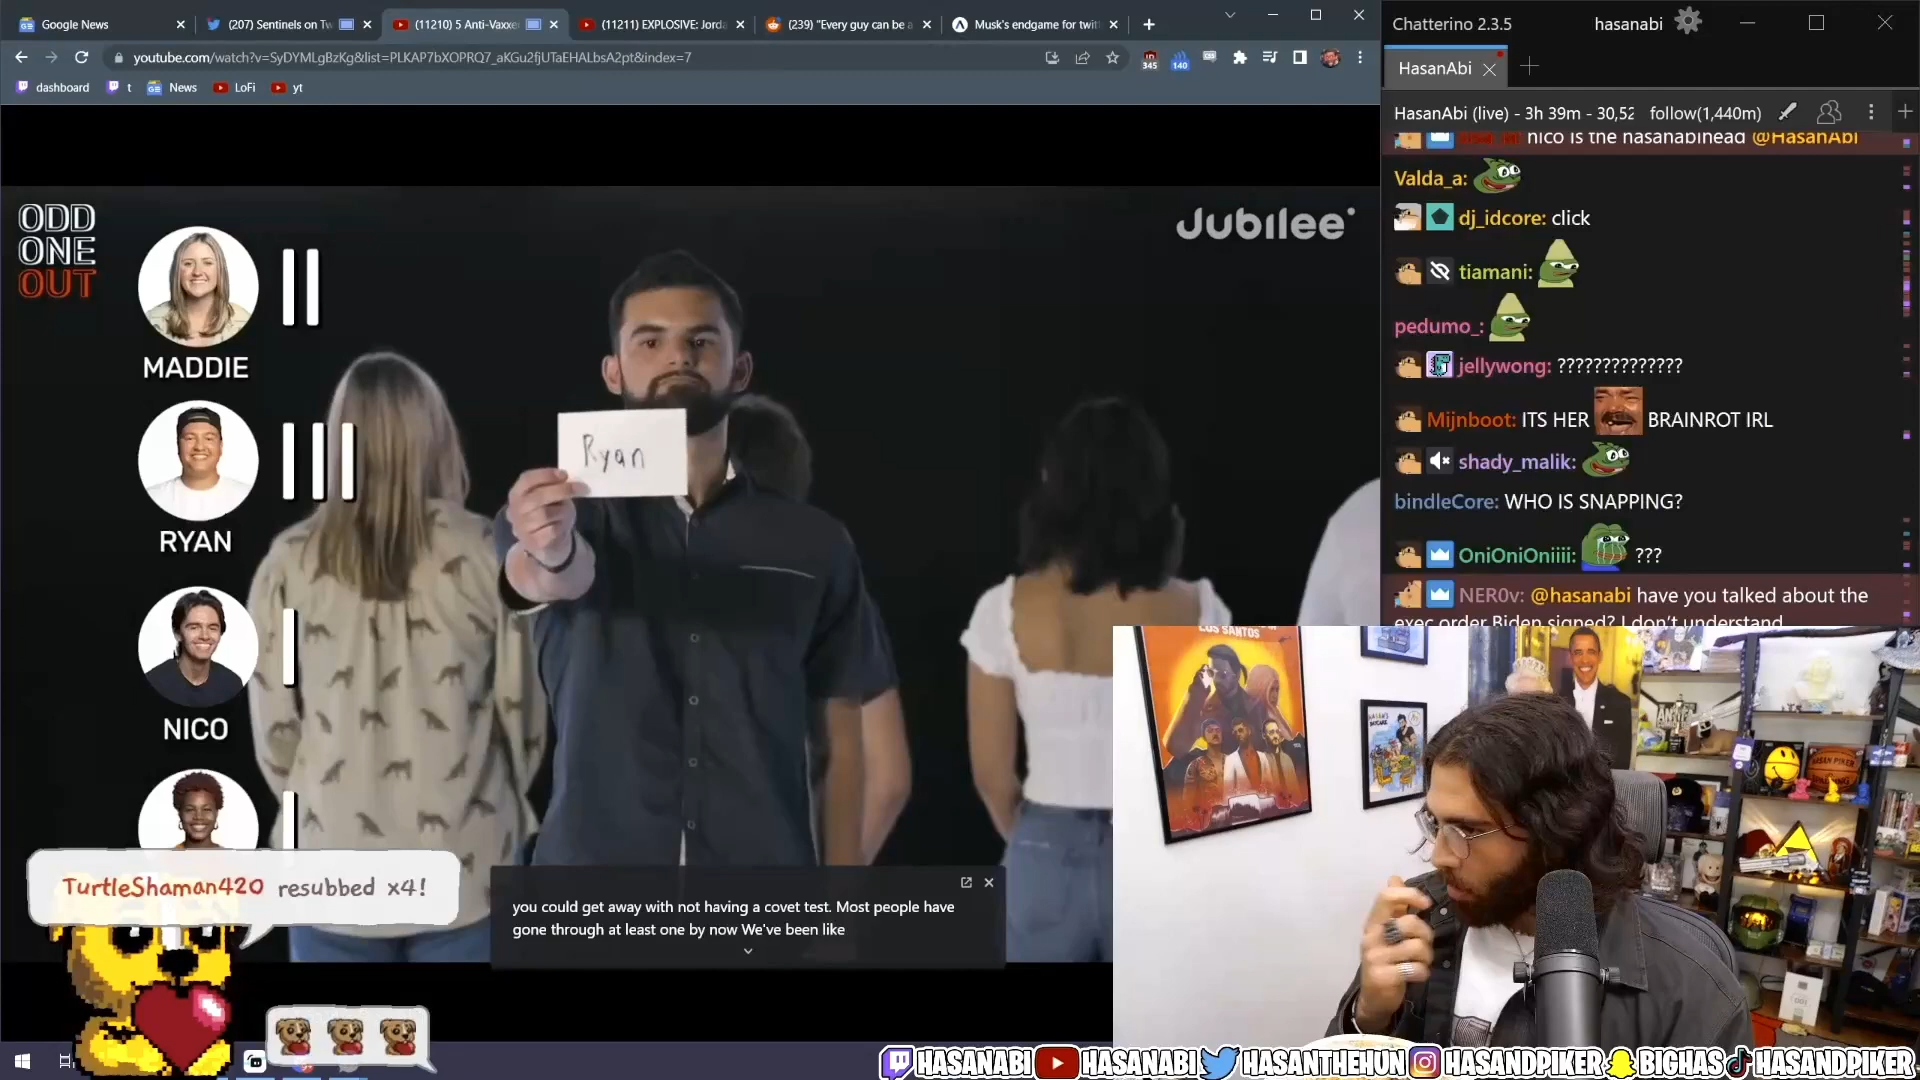 Google News
(207) Sentinels on Tw
(11210) 5 Anti-Vaxxe
(11211) EXPLOSIVE: Jord
(239) "Every guy can be a
Musk's endgame for twit
youtube.com/watch?v=SyDYMLgBzKg&list=PLKAP7bXOPRQ7_aKGu2fjUTaEHALbsA2pt&index=7
345
140
dashboard
t
News
LoFi
yt
Chatterino 2.3.5
hasanabi
HasanAbi
HasanAbi (live) - 3h 39m - 30,52
follow(1,440m)
nico is the hasanabihead @HasanAbi
Valda_a:
dj_idcore: click
tiamani:
pedumo_:
jellywong: ??????????????
Mijnboot: ITS HER BRAINROT IRL
shady_malik:
bindleCore: WHO IS SNAPPING?
OniOniOniiii: ???
NER0v: @hasanabi have you talked about the
exec order Biden signed? I don't understand
ODD
ONE
OUT
Jubilee
MADDIE
RYAN
NICO
Ryan
LOS SANTOS
TurtleShaman420 resubbed x4!
you could get away with not having a covet test. Most people have
gone through at least one by now We've been like
HASANABI HASANABI HASANTHEHUN HASANDPIKER BIGHAS HASANDPIKER